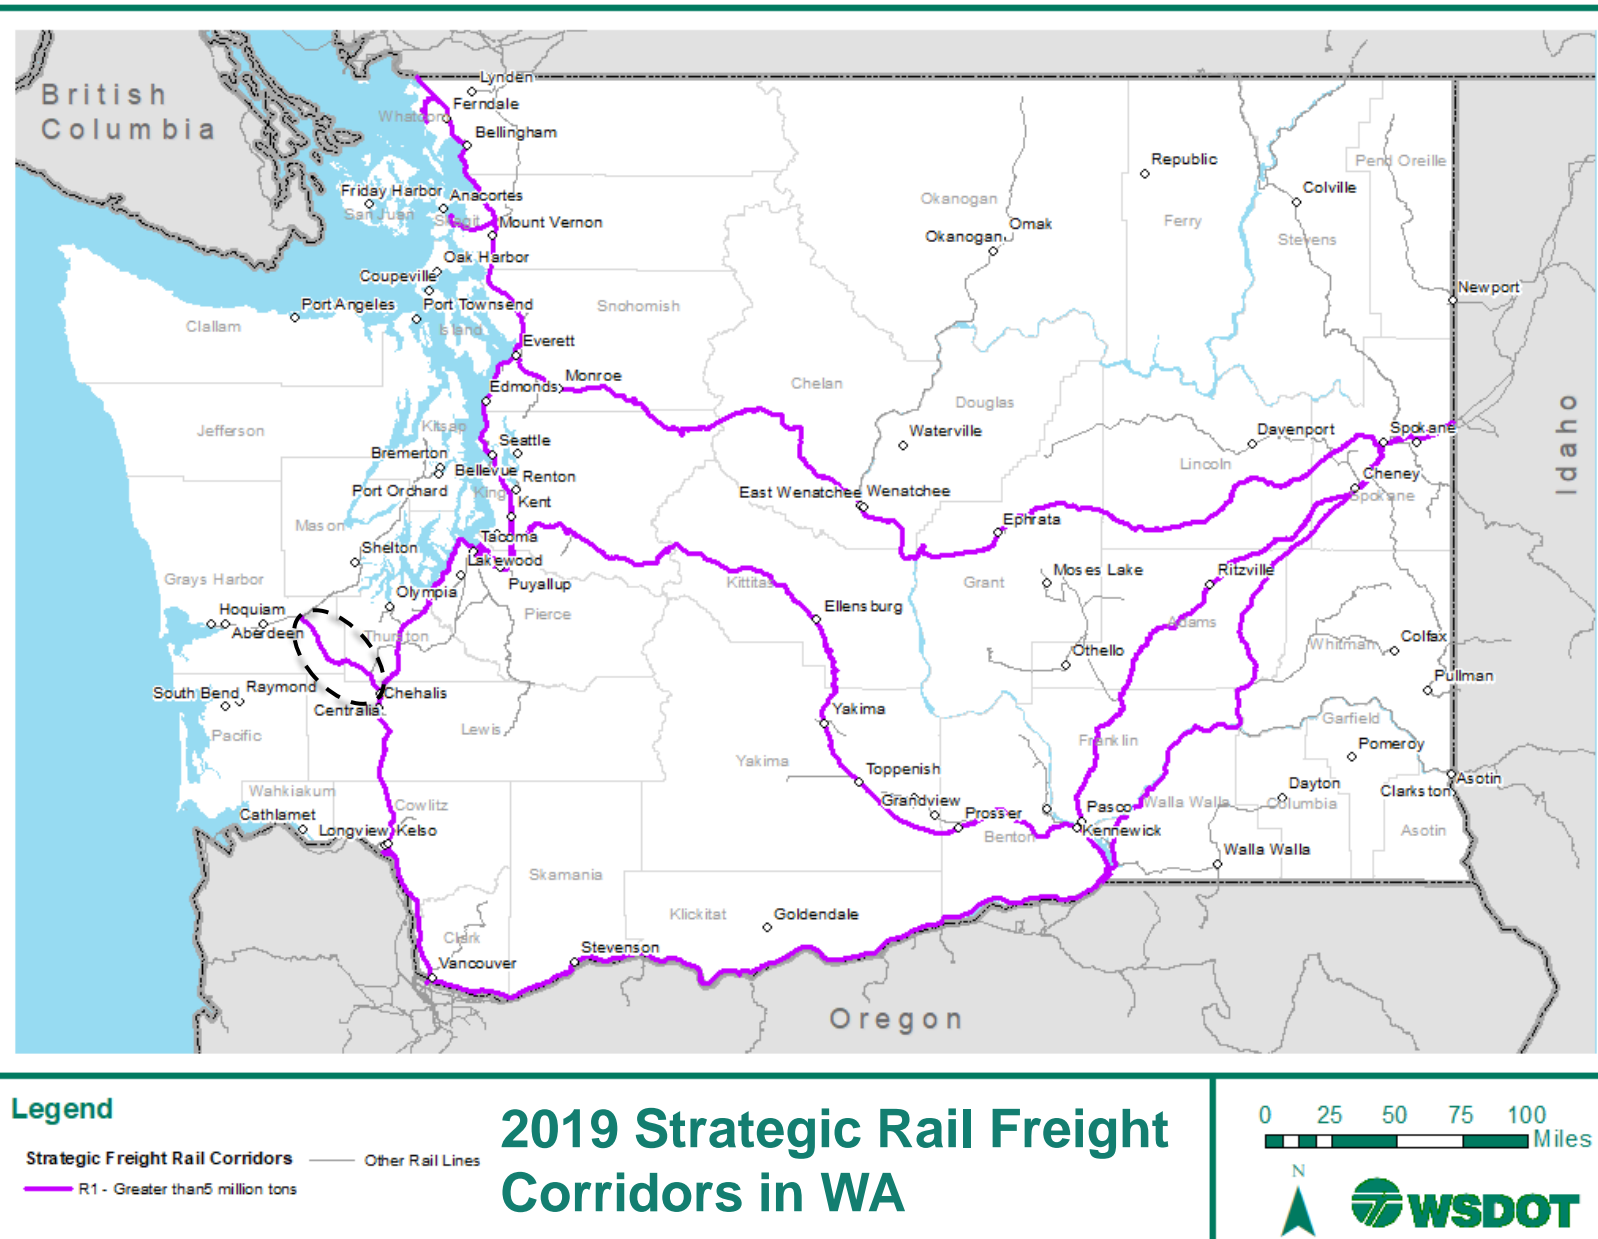 British
Columbia
Lynden
Ferndale
Whatcom
Bellingham
Republic
Pend Oreille
Friday Harbor
Anacortes
San Juan
Skagit
Mount Vernon
Okanogan
Omak
Okanogan
Ferry
Colville
Stevens
Oak Harbor
Coupeville
Newport
Port Angeles
Port Townsend
Clallam
Island
Snohomish
Everett
Edmonds
Monroe
Chelan
Douglas
Idaho
Jefferson
Kitsap
Seattle
Waterville
Davenport
Spokane
Bremerton
Bellevue
Renton
Lincoln
Cheney
Port Orchard
King
Kent
East Wenatchee
Wenatchee
Spokane
Mason
Tacoma
Ephrata
Shelton
Lakewood
Puyallup
Grays Harbor
Olympia
Kittitas
Grant
Moses Lake
Ritzville
Hoquiam
Aberdeen
Pierce
Ellensburg
Thurston
Adams
Othello
Whitman
Colfax
South Bend
Raymond
Chehalis
Centralia
Pullman
Pacific
Lewis
Yakima
Franklin
Garfield
Yakima
Toppenish
Pomeroy
Wahkiakum
Cowlitz
Grandview
Prosser
Pasco
Walla Walla
Dayton
Columbia
Asotin
Clarkston
Cathlamet
Longview
Kelso
Benton
Kennewick
Asotin
Walla Walla
Skamania
Klickitat
Goldendale
Clark
Stevenson
Vancouver
Oregon
Legend
Strategic Freight Rail Corridors
Other Rail Lines
R1 - Greater than5 million tons
2019 Strategic Rail Freight
Corridors in WA
0 25 50 75 100
Miles
N
WSDOT